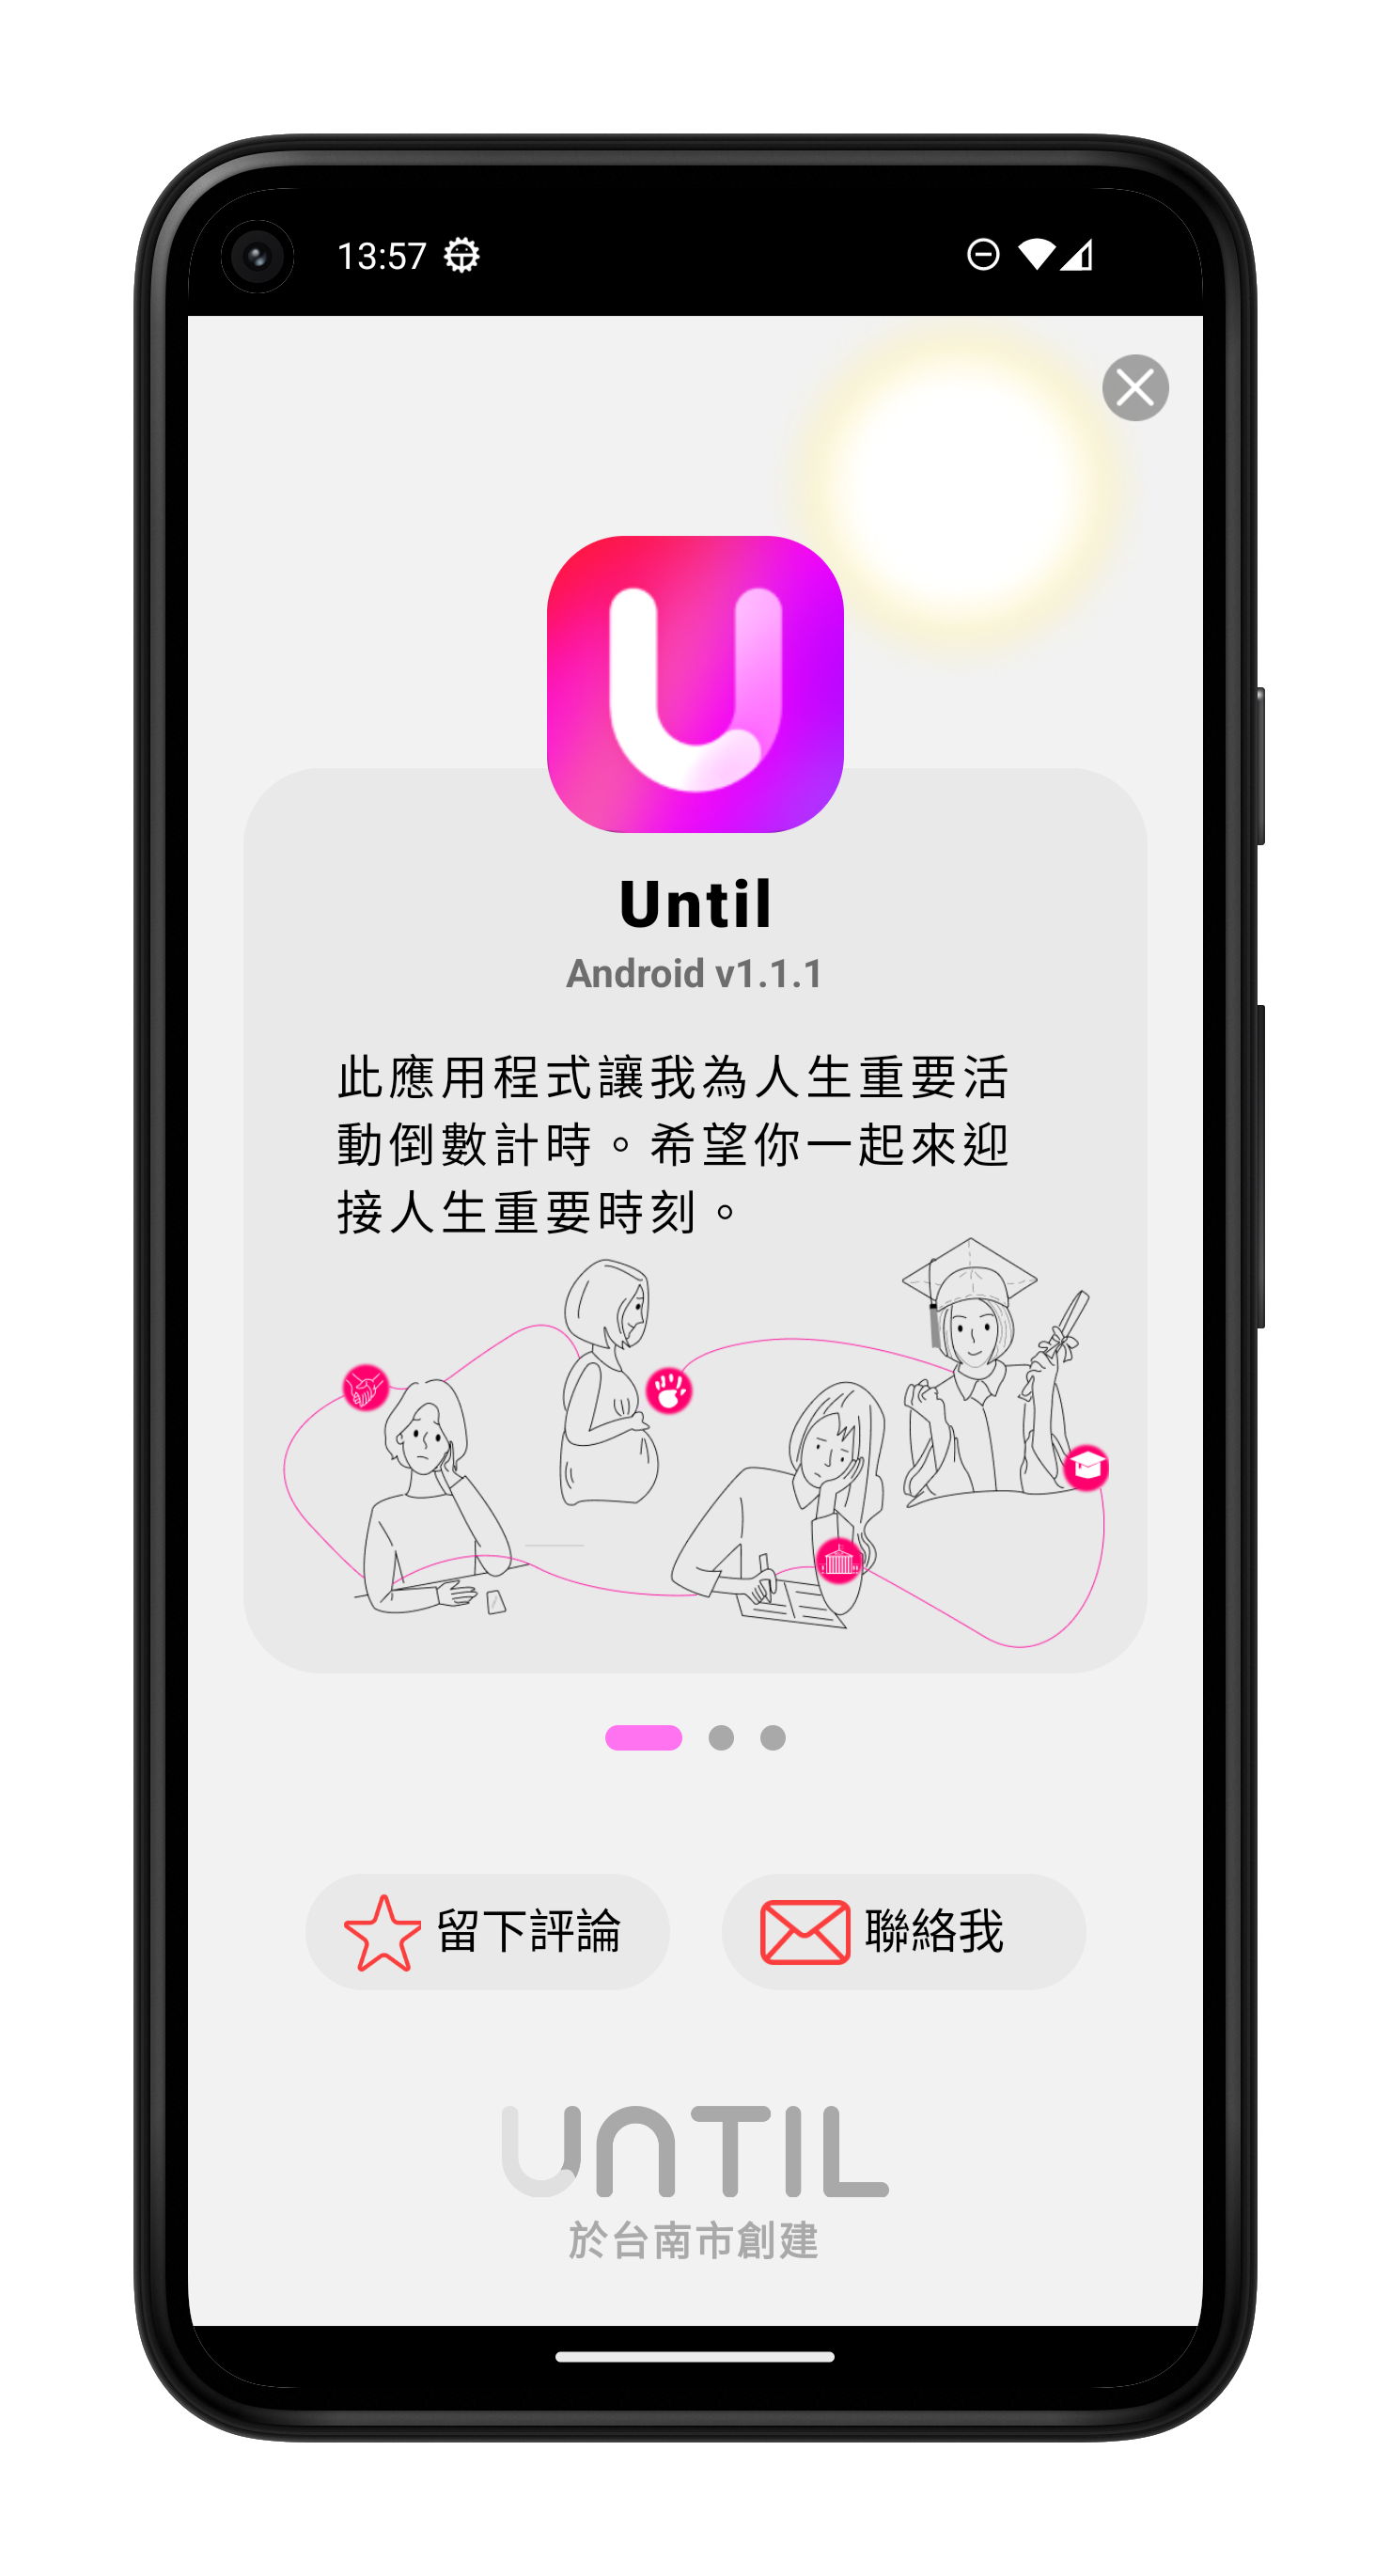 13:57
Until
Android v1.1.1
此應用程式讓我為人生重要活
動倒數計時。希望你一起來迎
接人生重要時刻。
留下評論
聯絡我
UNTIL
於台南市創建